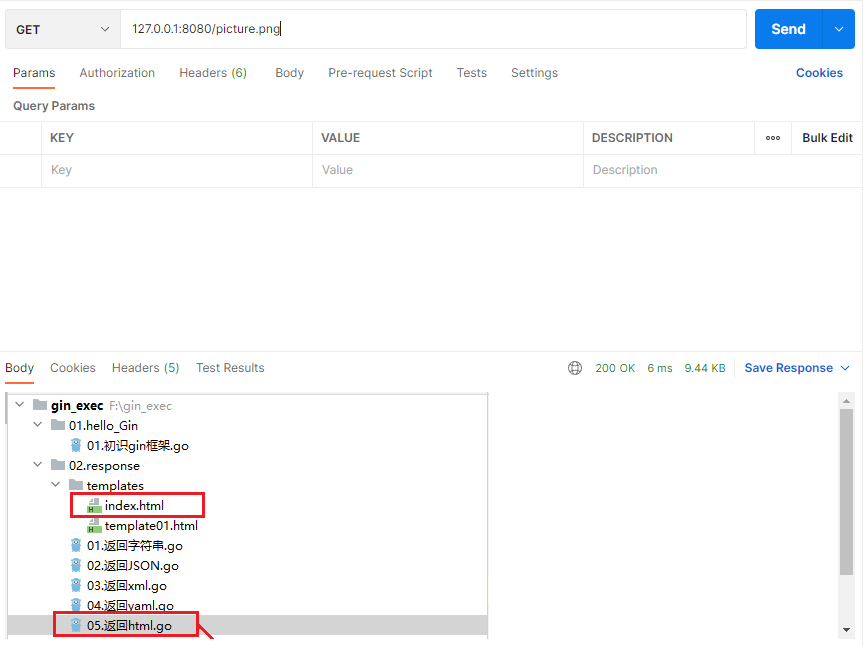 GET 127.0.0.1:8080/picture.png Send
Params Authorization Headers (6) Body Pre-request Script Tests Settings Cookies
Query Params
KEY VALUE DESCRIPTION ooo Bulk Edit
Key Value Description
Body Cookies Headers (5) Test Results 200 OK 6 ms 9.44 KB Save Response
gin_exec F:\gin_exec
01.hello_Gin
01.初识gin框架.go
02.response
templates
index.html
template01.html
01.返回字符串.go
02.返回JSON.go
03.返回xml.go
04.返回yaml.go
05.返回html.go